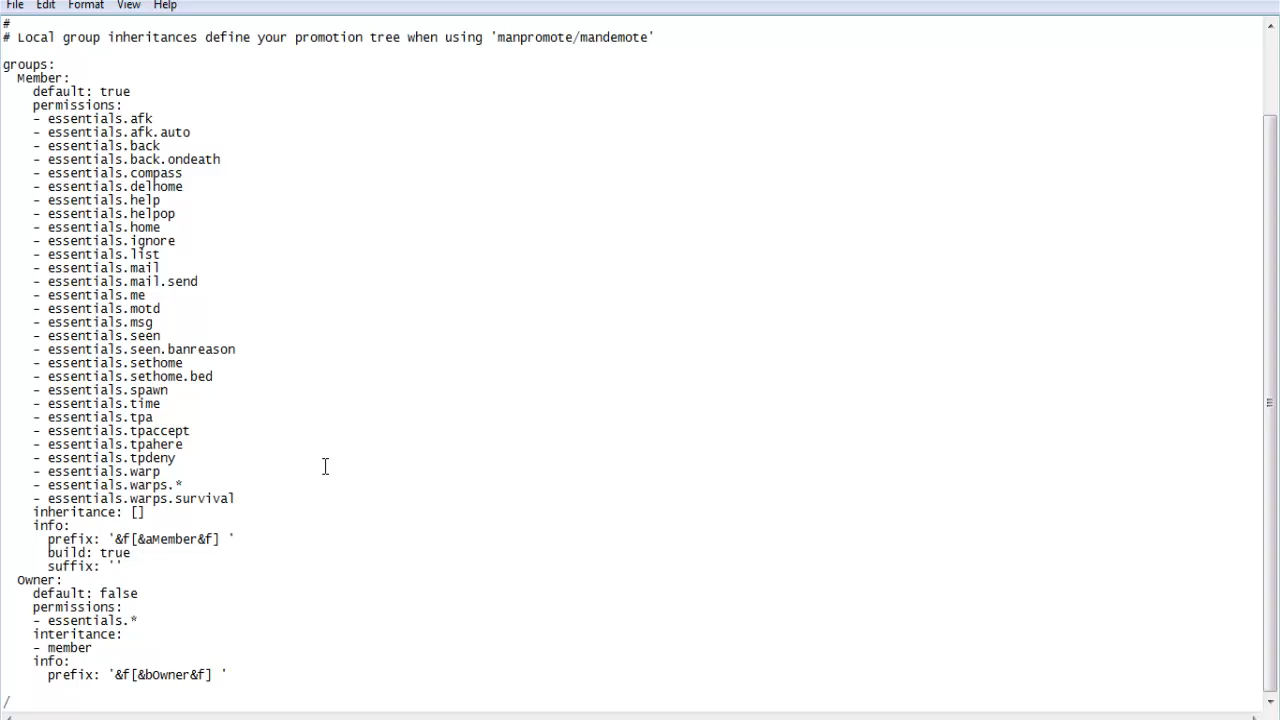 File Edit Format View Help
#
# Local group inheritances define your promotion tree when using 'manpromote/mandemote'
groups:
Member:
default: true
permissions:
- essentials.afk
- essentials.afk.auto
- essentials.back
- essentials.back.ondeath
- essentials.compass
- essentials.delhome
- essentials.help
- essentials.helpop
- essentials.home
- essentials.ignore
- essentials.list
- essentials.mail
- essentials.mail.send
- essentials.me
- essentials.motd
- essentials.msg
- essentials.seen
- essentials.seen.banreason
- essentials.sethome
- essentials.sethome.bed
- essentials.spawn
- essentials.time
- essentials.tpa
- essentials.tpaccept
- essentials.tpahere
- essentials.tpdeny
- essentials.warp
- essentials.warps.*
- essentials.warps.survival
inheritance: []
info:
prefix: '&f[&aMember&f] '
build: true
suffix: ''
Owner:
default: false
permissions:
- essentials.*
interitance:
- member
info:
prefix: '&f[&bOwner&f] '
/